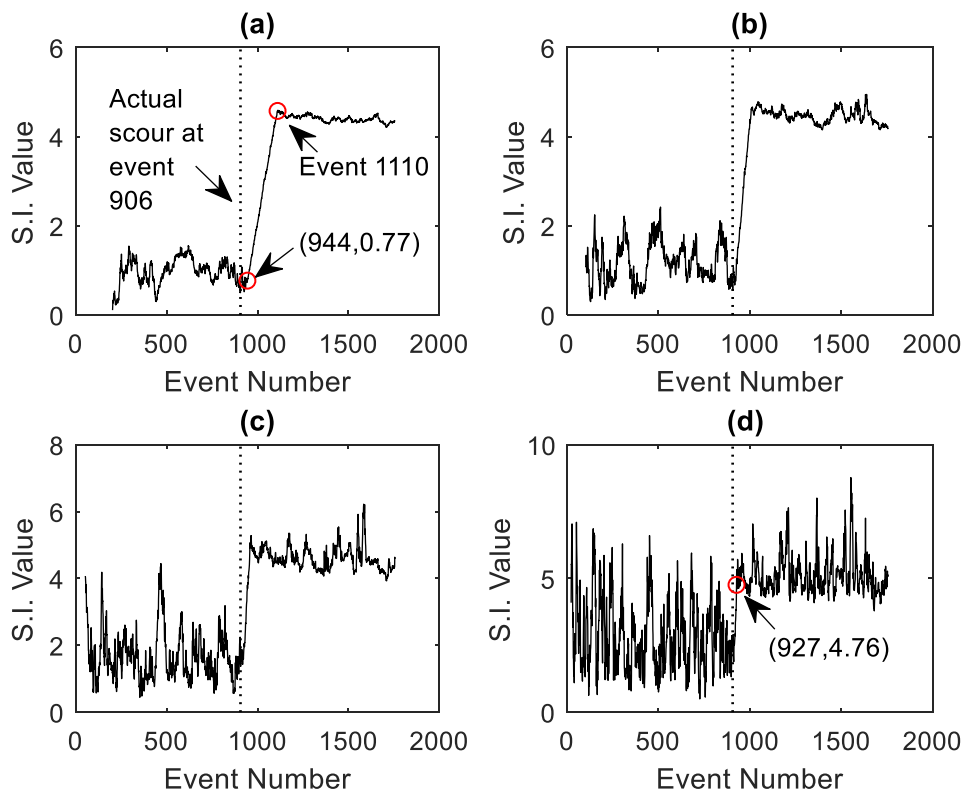 (a)
6
4
2
0
S.I. Value
Actual
scour at
event
906
Event 1110
(944,0.77)
0 500 1000 1500 2000
Event Number
(b)
6
4
2
0
S.I. Value
0 500 1000 1500 2000
Event Number
(c)
8
6
4
2
0
S.I. Value
0 500 1000 1500 2000
Event Number
(d)
10
5
0
S.I. Value
(927,4.76)
0 500 1000 1500 2000
Event Number